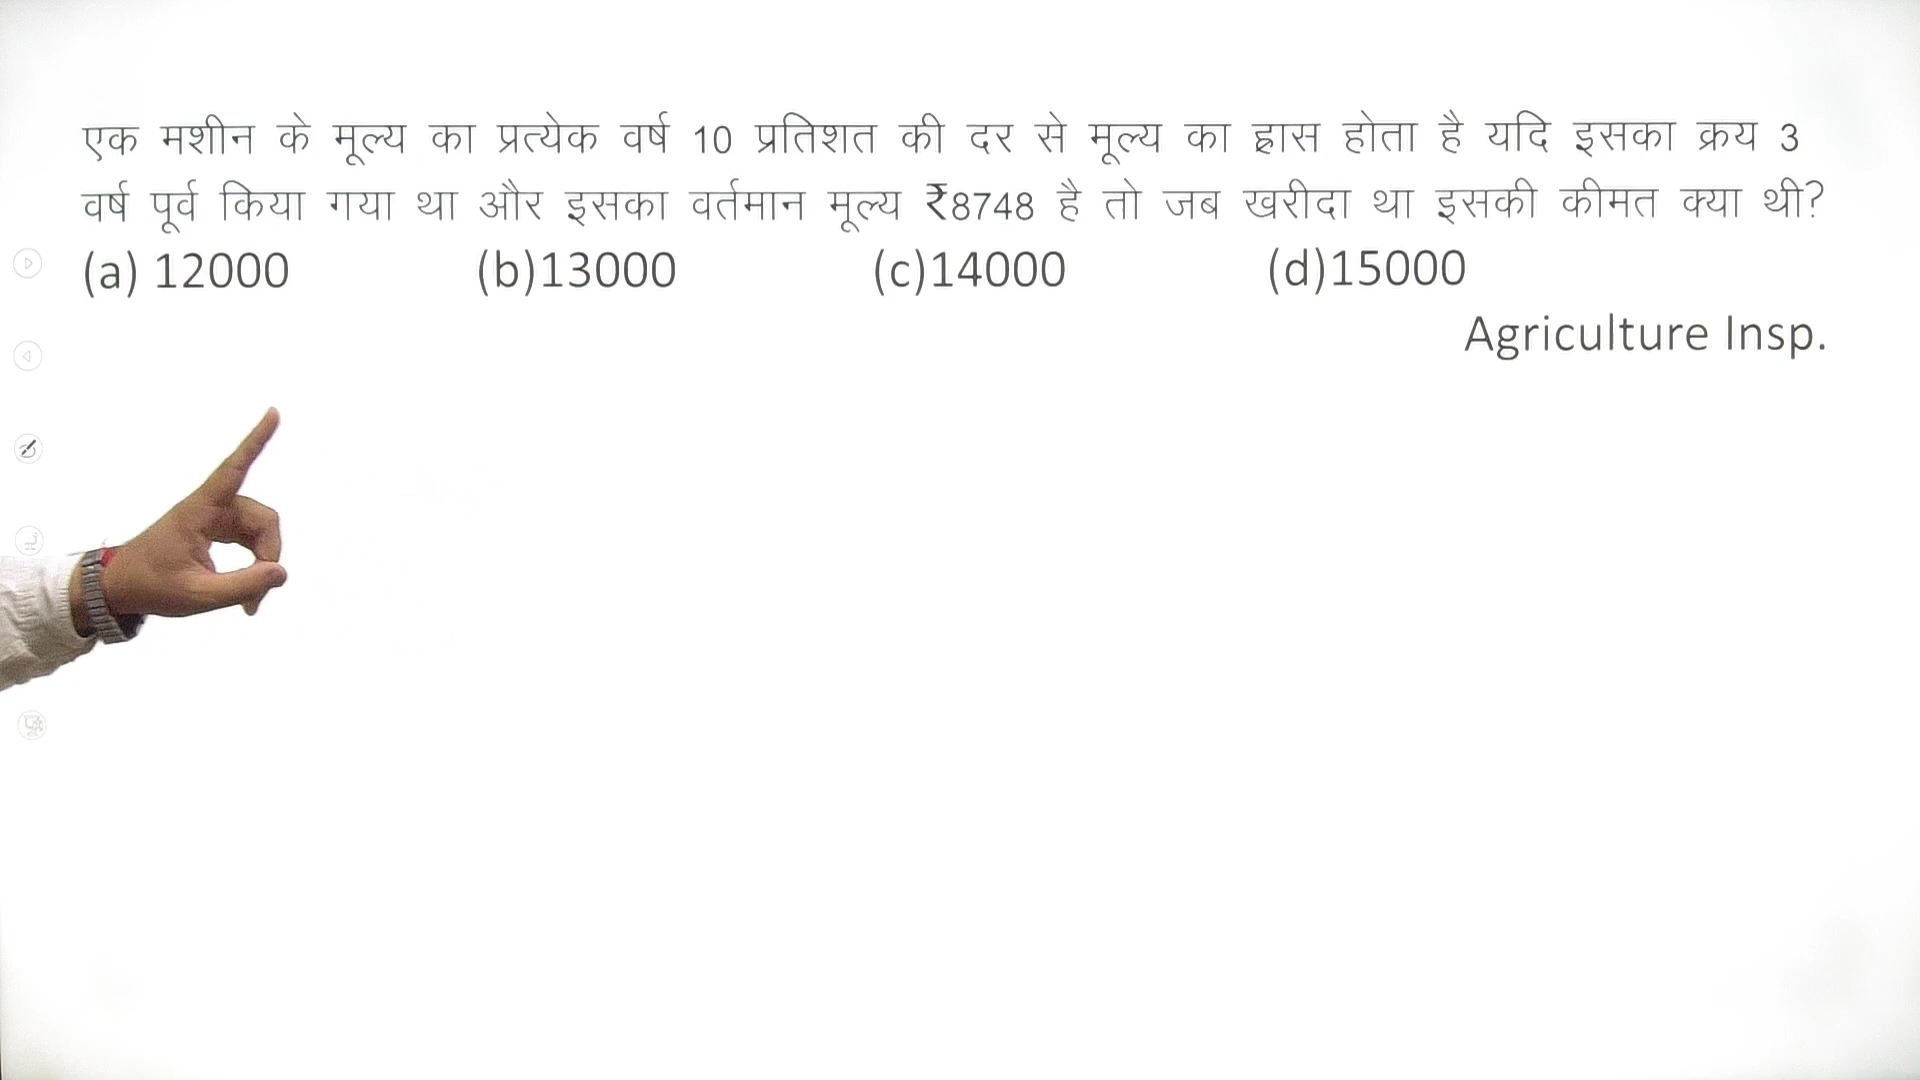 एक मशीन के मूल्य का प्रत्येक वर्ष 10 प्रतिशत की दर से मूल्य का ह्रास होता है यदि इसका क्रय 3
वर्ष पूर्व किया गया था और इसका वर्तमान मूल्य ₹8748 है तो जब खरीदा था इसकी कीमत क्या थी?
(a) 12000 (b)13000 (c)14000 (d)15000
Agriculture Insp.